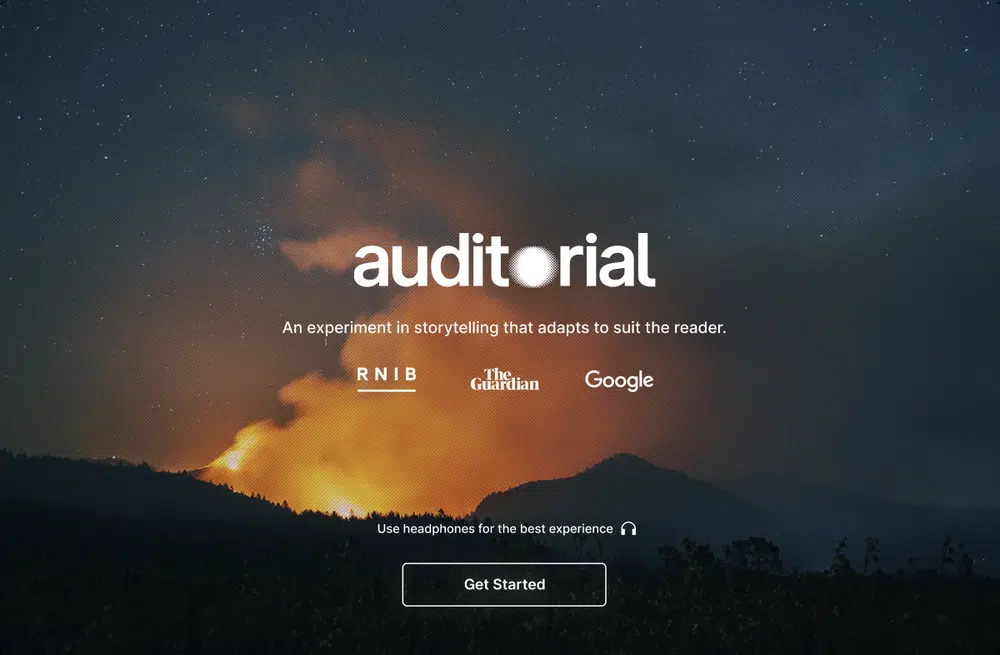 auditorial
An experiment in storytelling that adapts to suit the reader.
RNIB
The Guardian
Google
Use headphones for the best experience
Get Started